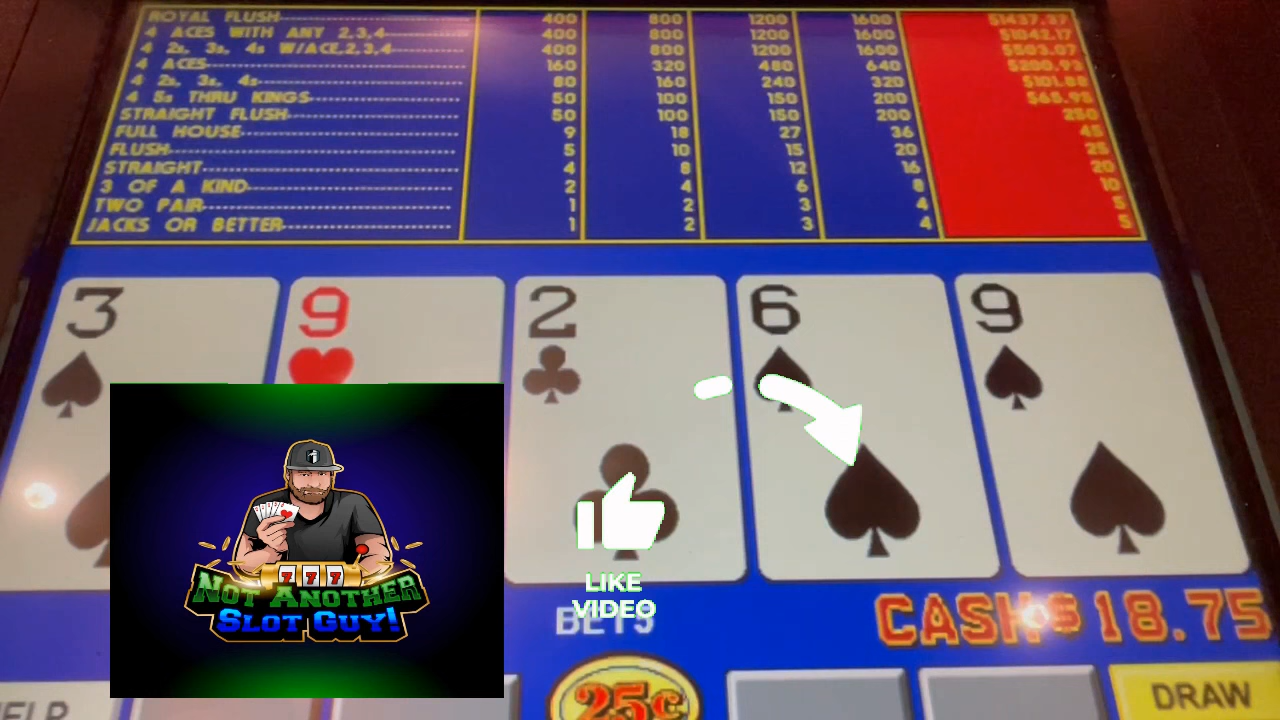 ROYAL FLUSH 400 800 1200 1600 $1437.37
4 ACES WITH ANY 2,3,4 400 800 1200 1600 $1042.17
4 2s, 3s, 4s W/ACE,2,3,4 400 800 1200 1600 $503.07
4 ACES 160 320 480 640 $200.93
4 2s, 3s, 4s 80 160 240 320 $101.88
4 5s THRU KINGS 50 100 150 200 $65.95
STRAIGHT FLUSH 50 100 150 200 250
FULL HOUSE 9 18 27 36 45
FLUSH 5 10 15 20 25
STRAIGHT 4 8 12 16 20
3 OF A KIND 2 4 6 8 10
TWO PAIR 1 2 3 4 5
JACKS OR BETTER 1 2 3 4 5
3 9 2 6 9
777
NOT ANOTHER
SLOT GUY!
LIKE
VIDEO
BET 5
CASH $18.75
HELP
25¢
DRAW